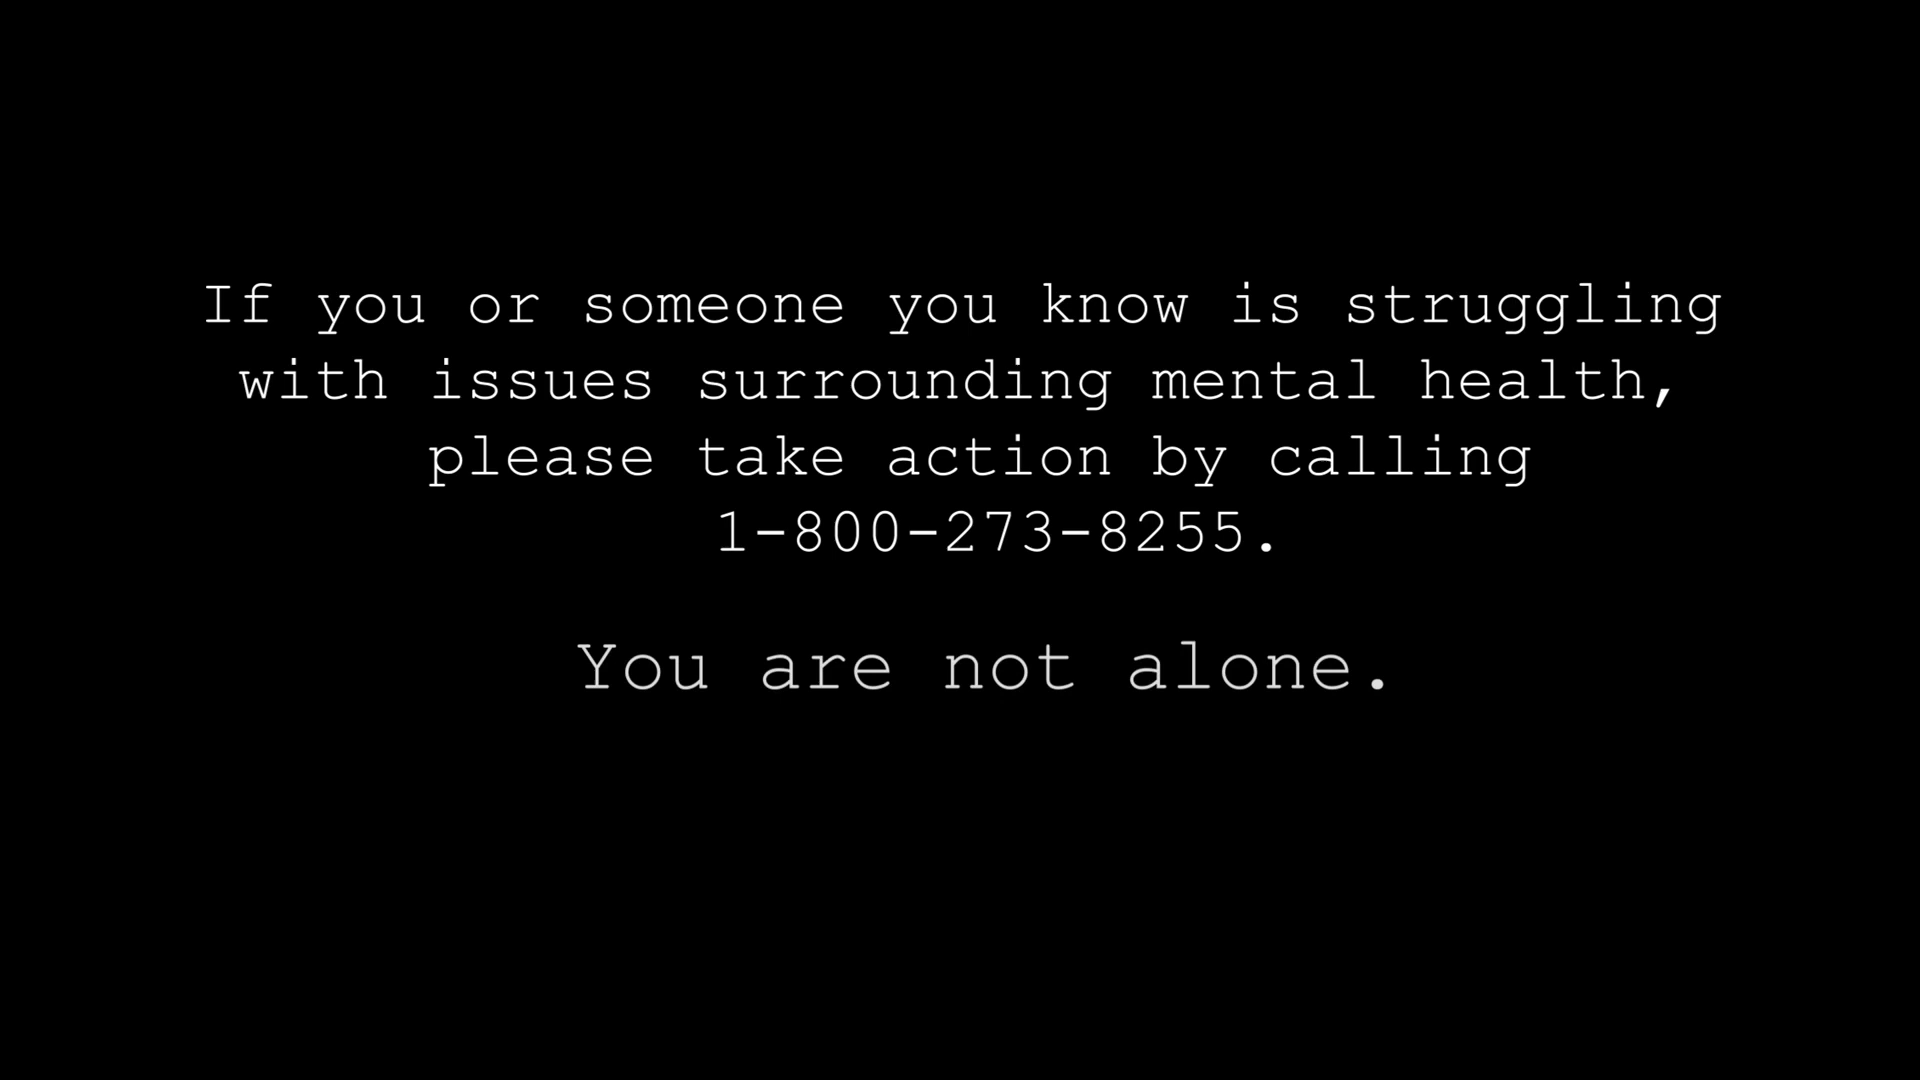 If you or someone you know is struggling
with issues surrounding mental health,
please take action by calling
1-800-273-8255.
You are not alone.